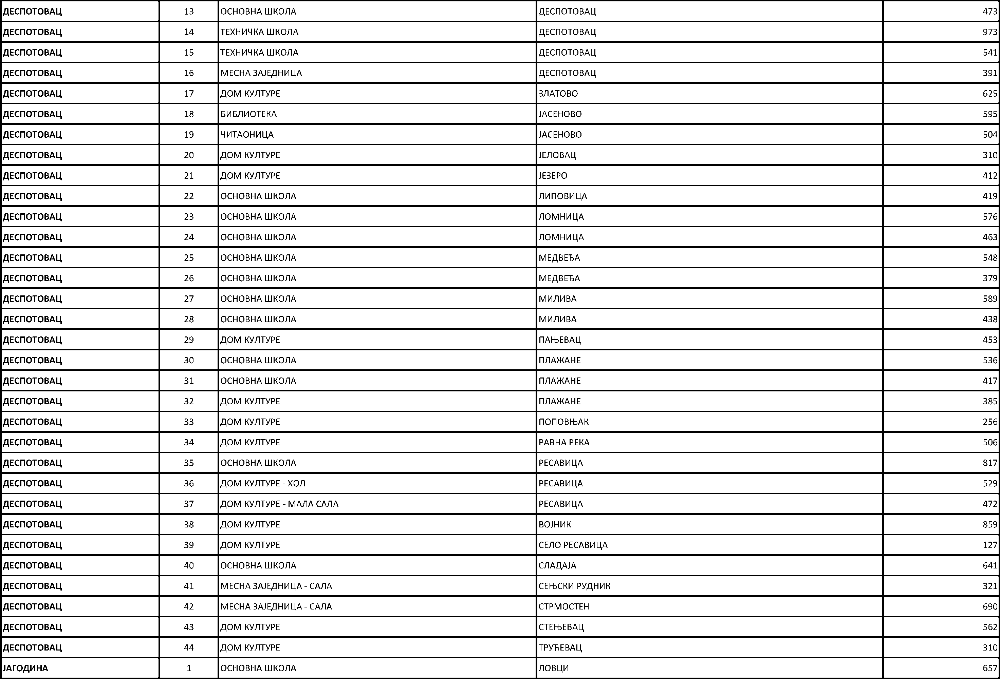 ДЕСПОТОВАЦ 13 ОСНОВНА ШКОЛА ДЕСПОТОВАЦ 473
ДЕСПОТОВАЦ 14 ТЕХНИЧКА ШКОЛА ДЕСПОТОВАЦ 973
ДЕСПОТОВАЦ 15 ТЕХНИЧКА ШКОЛА ДЕСПОТОВАЦ 541
ДЕСПОТОВАЦ 16 МЕСНА ЗАЈЕДНИЦА ДЕСПОТОВАЦ 391
ДЕСПОТОВАЦ 17 ДОМ КУЛТУРЕ ЗЛАТОВО 625
ДЕСПОТОВАЦ 18 БИБЛИОТЕКА ЈАСЕНОВО 595
ДЕСПОТОВАЦ 19 ЧИТАОНИЦА ЈАСЕНОВО 504
ДЕСПОТОВАЦ 20 ДОМ КУЛТУРЕ ЈЕЛОВАЦ 310
ДЕСПОТОВАЦ 21 ДОМ КУЛТУРЕ ЈЕЗЕРО 412
ДЕСПОТОВАЦ 22 ОСНОВНА ШКОЛА ЛИПОВИЦА 419
ДЕСПОТОВАЦ 23 ОСНОВНА ШКОЛА ЛОМНИЦА 576
ДЕСПОТОВАЦ 24 ОСНОВНА ШКОЛА ЛОМНИЦА 463
ДЕСПОТОВАЦ 25 ОСНОВНА ШКОЛА МЕДВЕЂА 548
ДЕСПОТОВАЦ 26 ОСНОВНА ШКОЛА МЕДВЕЂА 379
ДЕСПОТОВАЦ 27 ОСНОВНА ШКОЛА МИЛИВА 589
ДЕСПОТОВАЦ 28 ОСНОВНА ШКОЛА МИЛИВА 438
ДЕСПОТОВАЦ 29 ДОМ КУЛТУРЕ ПАЊЕВАЦ 453
ДЕСПОТОВАЦ 30 ОСНОВНА ШКОЛА ПЛАЖАНЕ 536
ДЕСПОТОВАЦ 31 ОСНОВНА ШКОЛА ПЛАЖАНЕ 417
ДЕСПОТОВАЦ 32 ДОМ КУЛТУРЕ ПЛАЖАНЕ 385
ДЕСПОТОВАЦ 33 ДОМ КУЛТУРЕ ПОПОВЊАК 256
ДЕСПОТОВАЦ 34 ДОМ КУЛТУРЕ РАВНА РЕКА 506
ДЕСПОТОВАЦ 35 ОСНОВНА ШКОЛА РЕСАВИЦА 817
ДЕСПОТОВАЦ 36 ДОМ КУЛТУРЕ - ХОЛ РЕСАВИЦА 529
ДЕСПОТОВАЦ 37 ДОМ КУЛТУРЕ - МАЛА САЛА РЕСАВИЦА 472
ДЕСПОТОВАЦ 38 ДОМ КУЛТУРЕ ВОЈНИК 859
ДЕСПОТОВАЦ 39 ДОМ КУЛТУРЕ СЕЛО РЕСАВИЦА 127
ДЕСПОТОВАЦ 40 ОСНОВНА ШКОЛА СЛАДАЈА 641
ДЕСПОТОВАЦ 41 МЕСНА ЗАЈЕДНИЦА - САЛА СЕЊСКИ РУДНИК 321
ДЕСПОТОВАЦ 42 МЕСНА ЗАЈЕДНИЦА - САЛА СТРМОСТЕН 690
ДЕСПОТОВАЦ 43 ДОМ КУЛТУРЕ СТЕЊЕВАЦ 562
ДЕСПОТОВАЦ 44 ДОМ КУЛТУРЕ ТРУЋЕВАЦ 310
ЈАГОДИНА 1 ОСНОВНА ШКОЛА ЛОВЦИ 657